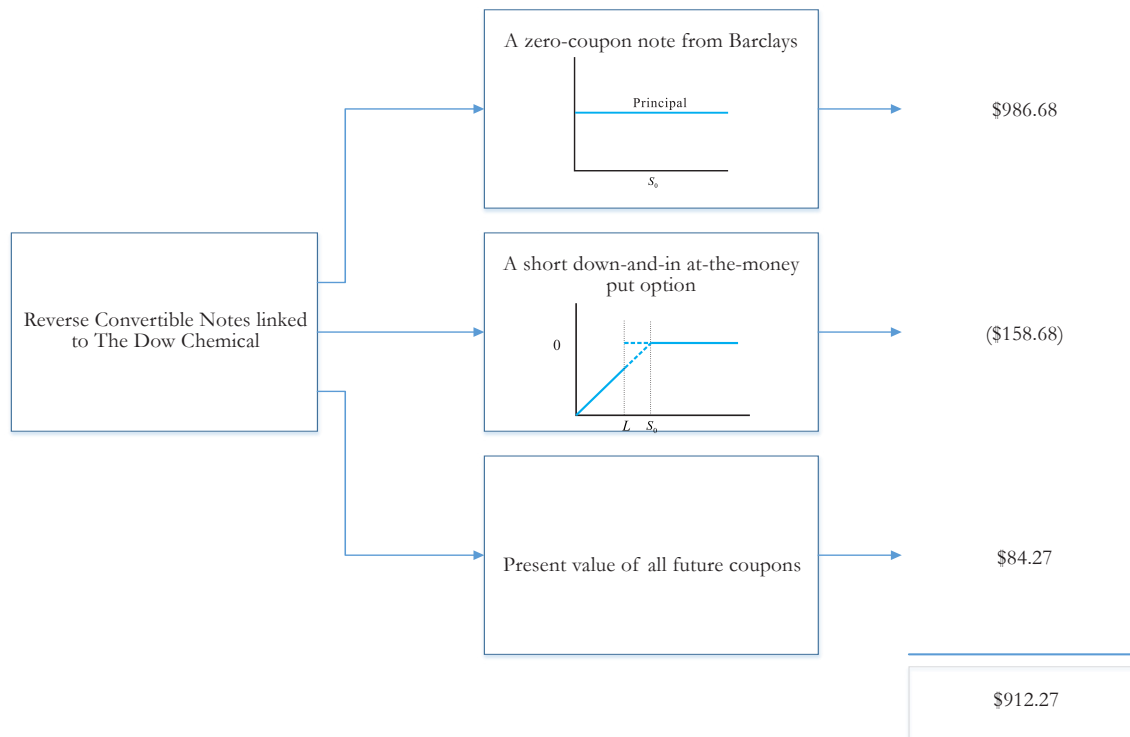 A zero-coupon note from Barclays
Principal
S₀
$986.68
Reverse Convertible Notes linked
to The Dow Chemical
A short down-and-in at-the-money
put option
0
L S₀
($158.68)
Present value of all future coupons
$84.27
$912.27